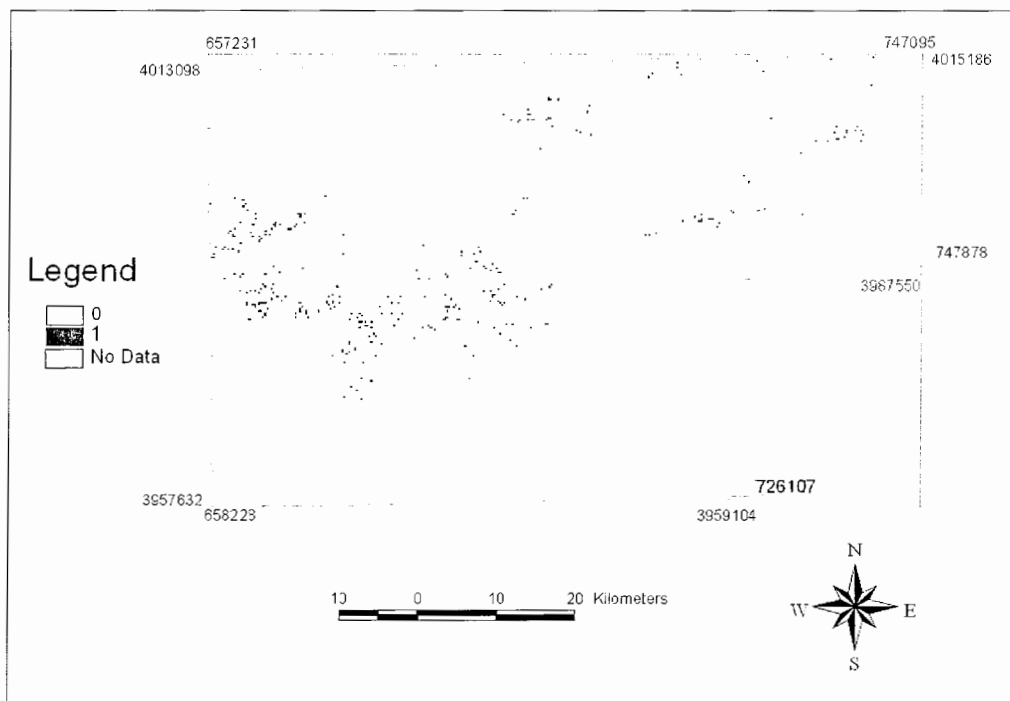 657231
747095
4013098
4015186
Legend
0
1
No Data
747878
3987550
3957632
658223
726107
3959104
10 0 10 20 Kilometers
N
W E
S